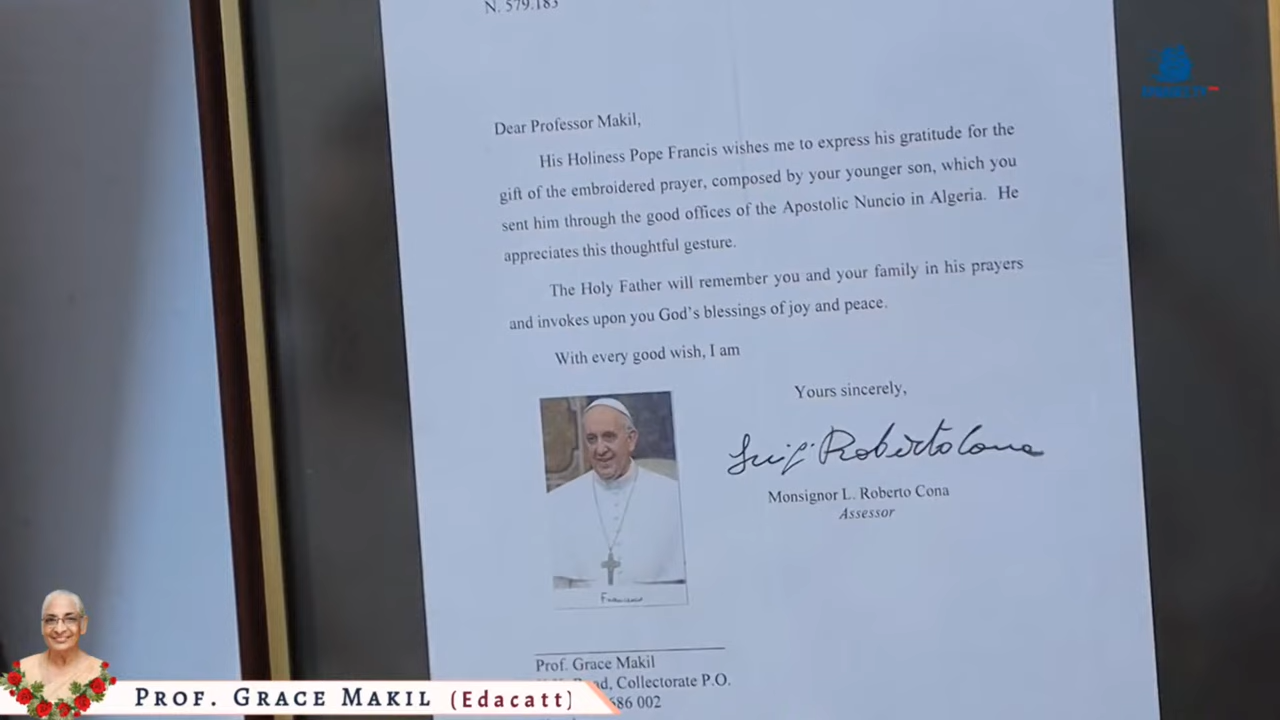 N. 579.183
Dear Professor Makil,
His Holiness Pope Francis wishes me to express his gratitude for the
gift of the embroidered prayer, composed by your younger son, which you
sent him through the good offices of the Apostolic Nuncio in Algeria. He
appreciates this thoughtful gesture.
The Holy Father will remember you and your family in his prayers
and invokes upon you God's blessings of joy and peace.
With every good wish, I am
Yours sincerely,
Luigi Roberto Cona
Monsignor L. Roberto Cona
Assessor
Franciscus
Prof. Grace Makil
Collectorate P.O.
686 002
PROF. GRACE MAKIL (Edacatt)